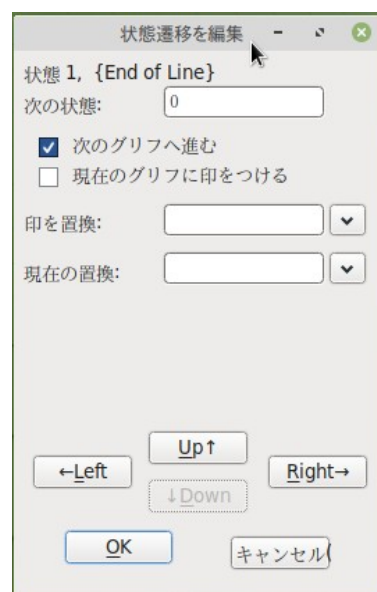 状態遷移を編集
状態 1, {End of Line}
次の状態: 0
次のグリフへ進む
現在のグリフに印をつける
印を置換:
現在の置換:
Up↑
←Left Right→
↓Down
OK キャンセル(